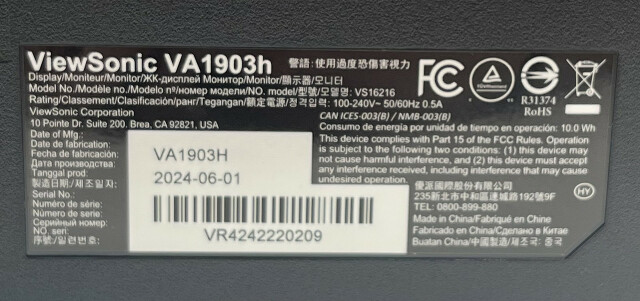 ViewSonic VA1903h 警語:使用過度恐傷害視力
Display/Moniteur/Monitor/ЖК-дисплей Монитор/Monitor/顯示器/모니터
Model No./Modèle no./Modelo nº/номер модели/NO. model/型號/모델명: VS16216
Rating/Classement/Clasificación/ранг/Tegangan/額定電源/정격입력: 100-240V~ 50/60Hz 0.5A
ViewSonic Corporation
10 Pointe Dr. Suite 200. Brea, CA 92821, USA
FC
R31374
RoHS
CAN ICES-003(B) / NMB-003(B)
Consumo de energía por unidad de tiempo en operación: 10.0 Wh
This device complies with Part 15 of the FCC Rules. Operation
is subject to the following two conditions: (1) this device may
not cause harmful interference, and (2) this device must accept
any interference received, including interference that may cause
undesired operation.
Date of Mfg.:
Date de fabrication:
Fecha de fabricación:
Дата производства:
Tanggal prod:
製造日期/제조일자:
Serial No.:
Numéro de série:
Número de serie:
Серийный номер:
NO. seri:
序號/일련번호:
VA1903H
2024-06-01
VR4242220209
優派國際股份有限公司
235新北市中和區連城路192號9F
TEL: 0800-899-880
HY
Made in China/Fabriqué en Chine
Fabricado en China/Сделано в Китае
Buatan China/中國製造/제조국: 중국